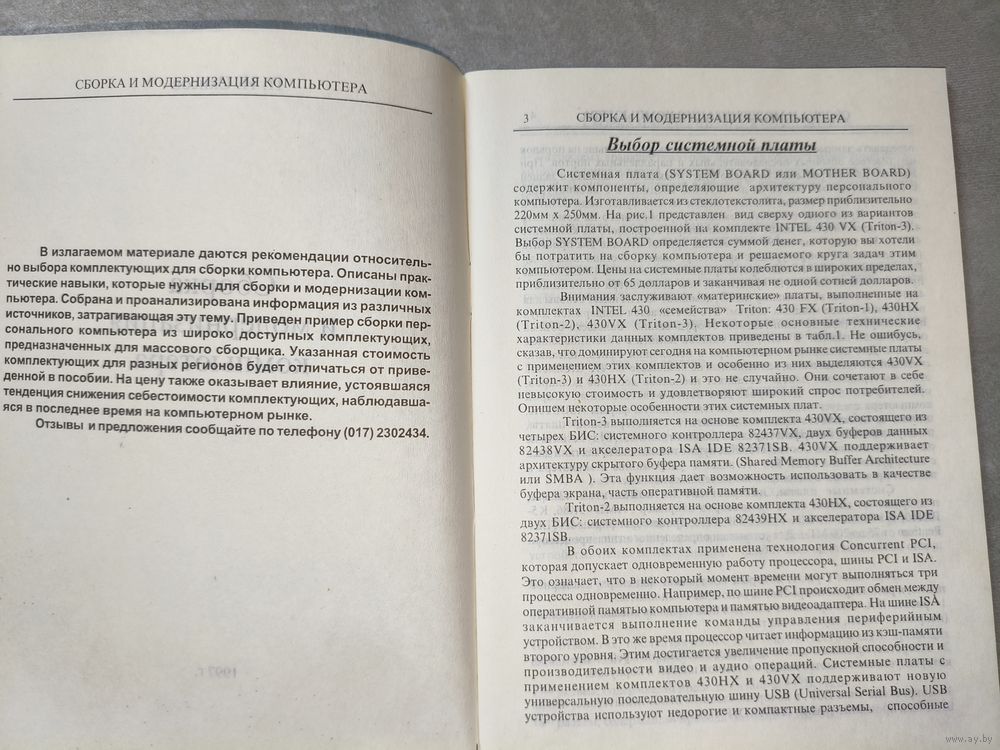 СБОРКА И МОДЕРНИЗАЦИЯ КОМПЬЮТЕРА
В излагаемом материале даются рекомендации относитель-
но выбора комплектующих для сборки компьютера. Описаны прак-
тические навыки, которые нужны для сборки и модернизации ком-
пьютера. Собрана и проанализирована информация из различных
источников, затрагивающая эту тему. Приведен пример сборки пер-
сонального компьютера из широко доступных комплектующих,
предназначенных для массового сборщика. Указанная стоимость
комплектующих для разных регионов будет отличаться от приве-
денной в пособии. На цену также оказывает влияние, устоявшаяся
тенденция снижения себестоимости комплектующих, наблюдавша-
яся в последнее время на компьютерном рынке.
Отзывы и предложения сообщайте по телефону (017) 2302434.
1997 г.
3 СБОРКА И МОДЕРНИЗАЦИЯ КОМПЬЮТЕРА
Выбор системной платы
Системная плата (SYSTEM BOARD или MOTHER BOARD)
содержит компоненты, определяющие архитектуру персонального
компьютера. Изготавливается из стеклотекстолита, размер приблизительно
220мм х 250мм. На рис.1 представлен вид сверху одного из вариантов
системной платы, построенной на комплекте INTEL 430 VX (Triton-3).
Выбор SYSTEM BOARD определяется суммой денег, которую вы хотели
бы потратить на сборку компьютера и решаемого круга задач этим
компьютером. Цены на системные платы колеблются в широких пределах,
приблизительно от 65 долларов и заканчивая не одной сотней долларов.
Внимания заслуживают «материнские» платы, выполненные на
комплектах INTEL 430 «семейства» Triton: 430 FX (Triton-1), 430HX
(Triton-2), 430VX (Triton-3). Некоторые основные технические
характеристики данных комплектов приведены в табл.1. Не ошибусь,
сказав, что доминируют сегодня на компьютерном рынке системные платы
с применением этих комплектов и особенно из них выделяются 430VX
(Triton-3) и 430HX (Triton-2) и это не случайно. Они сочетают в себе
невысокую стоимость и удовлетворяют широкий спрос потребителей.
Опишем некоторые особенности этих системных плат.
Triton-3 выполняется на основе комплекта 430VX, состоящего из
четырех БИС: системного контроллера 82437VX, двух буферов данных
82438VX и акселератора ISA IDE 82371SB. 430VX поддерживает
архитектуру скрытого буфера памяти. (Shared Memory Buffer Architecture
или SMBA ). Эта функция дает возможность использовать в качестве
буфера экрана, часть оперативной памяти.
Triton-2 выполняется на основе комплекта 430HX, состоящего из
двух БИС: системного контроллера 82439HX и акселератора ISA IDE
82371SB.
В обоих комплектах применена технология Concurrent PCI,
которая допускает одновременную работу процессора, шины PCI и ISA.
Это означает, что в некоторый момент времени могут выполняться три
процесса одновременно. Например, по шине PCI происходит обмен между
оперативной памятью компьютера и памятью видеоадаптера. На шине ISA
заканчивается выполнение команды управления периферийным
устройством. В это же время процессор читает информацию из кэш-памяти
второго уровня. Этим достигается увеличение пропускной способности и
производительности видео и аудио операций. Системные платы с
применением комплектов 430HX и 430VX поддерживают новую
универсальную последовательную шину USB (Universal Serial Bus). USB
устройства используют недорогие и компактные разъемы, способные
www.ay.by